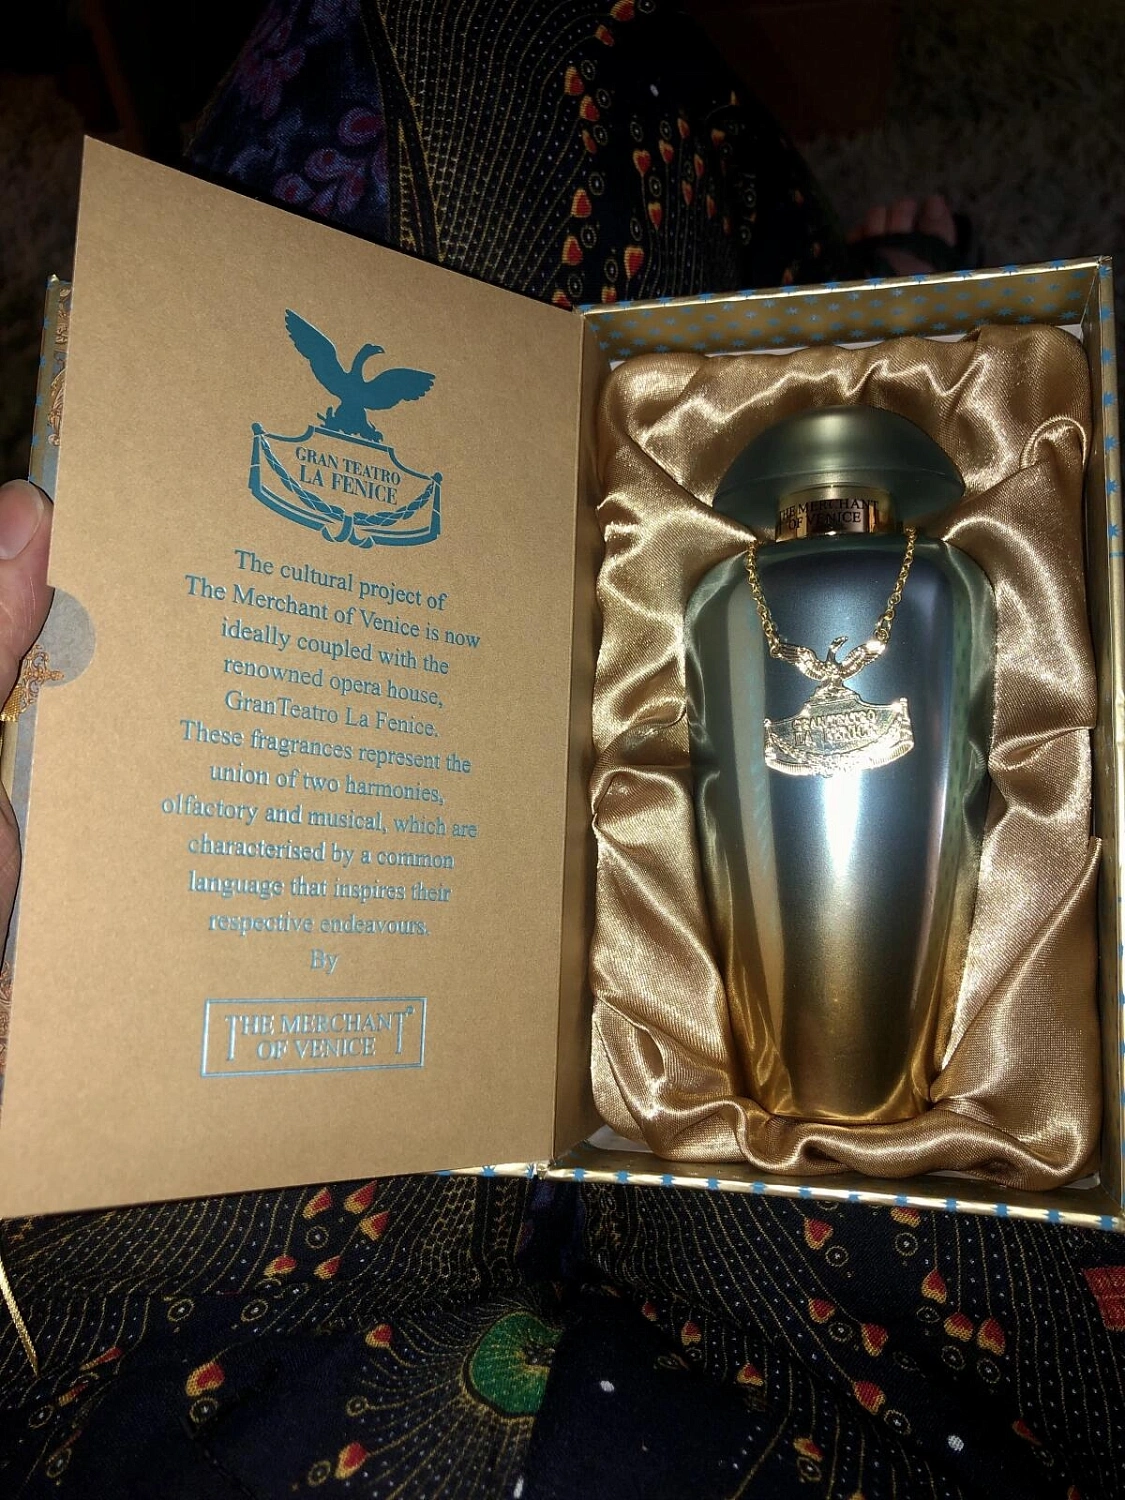 GRAN TEATRO
LA FENICE
The cultural project of
The Merchant of Venice is now
ideally coupled with the
renowned opera house,
GranTeatro La Fenice.
These fragrances represent the
union of two harmonies,
olfactory and musical, which are
characterised by a common
language that inspires their
respective endeavours.
By
THE MERCHANT®
OF VENICE
THE MERCHANT
OF VENICE
GRAN TEATRO
LA FENICE